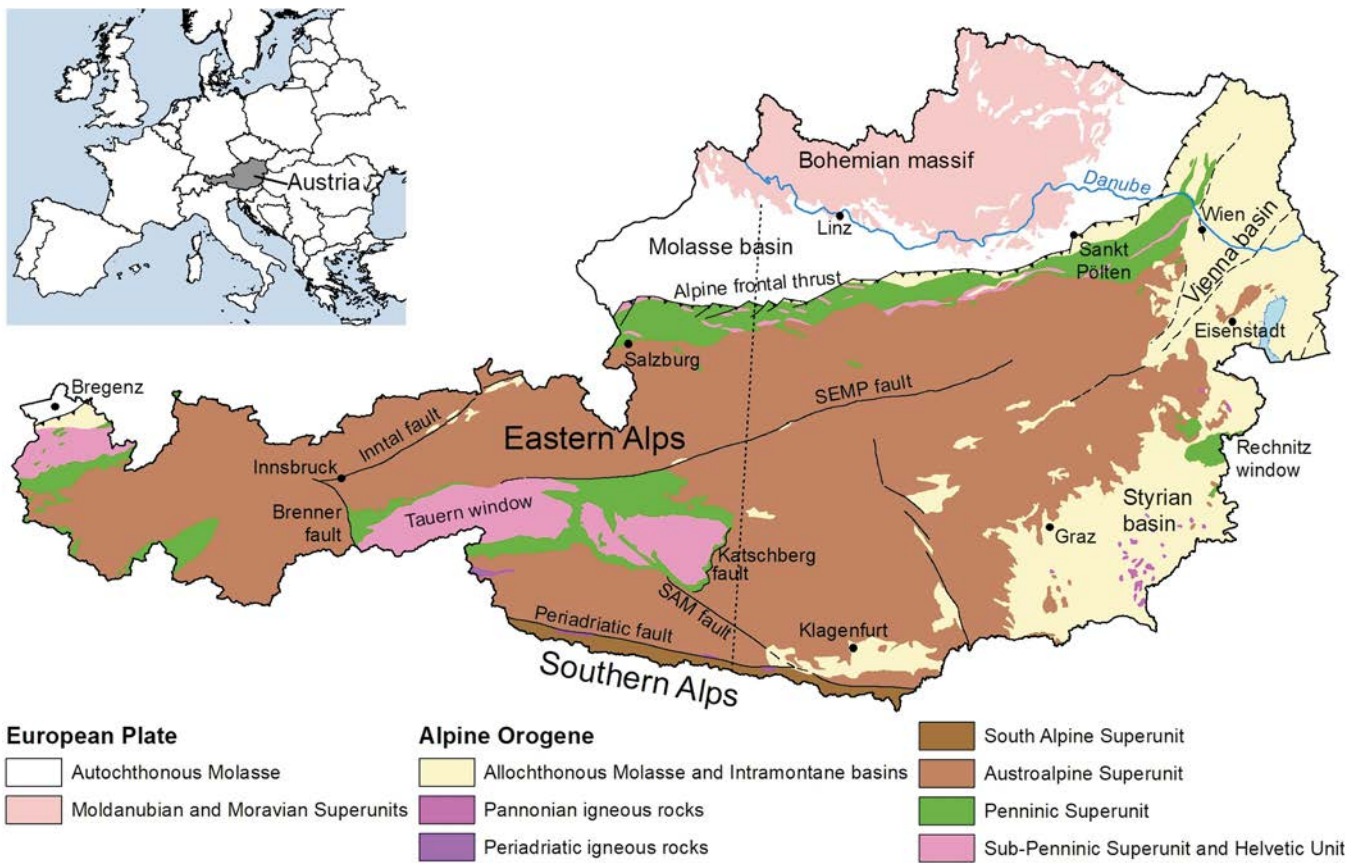 Austria
Bohemian massif
Danube
Linz
Wien
Molasse basin
Sankt
Pölten
Vienna basin
Alpine frontal thrust
Eisenstadt
Salzburg
Bregenz
SEMP fault
Inntal fault
Eastern Alps
Rechnitz
window
Innsbruck
Styrian
basin
Brenner
fault
Tauern window
Graz
Katschberg
fault
SAM fault
Periadriatic fault
Klagenfurt
Southern Alps
European Plate
Autochthonous Molasse
Moldanubian and Moravian Superunits
Alpine Orogene
Allochthonous Molasse and Intramontane basins
Pannonian igneous rocks
Periadriatic igneous rocks
South Alpine Superunit
Austroalpine Superunit
Penninic Superunit
Sub-Penninic Superunit and Helvetic Unit